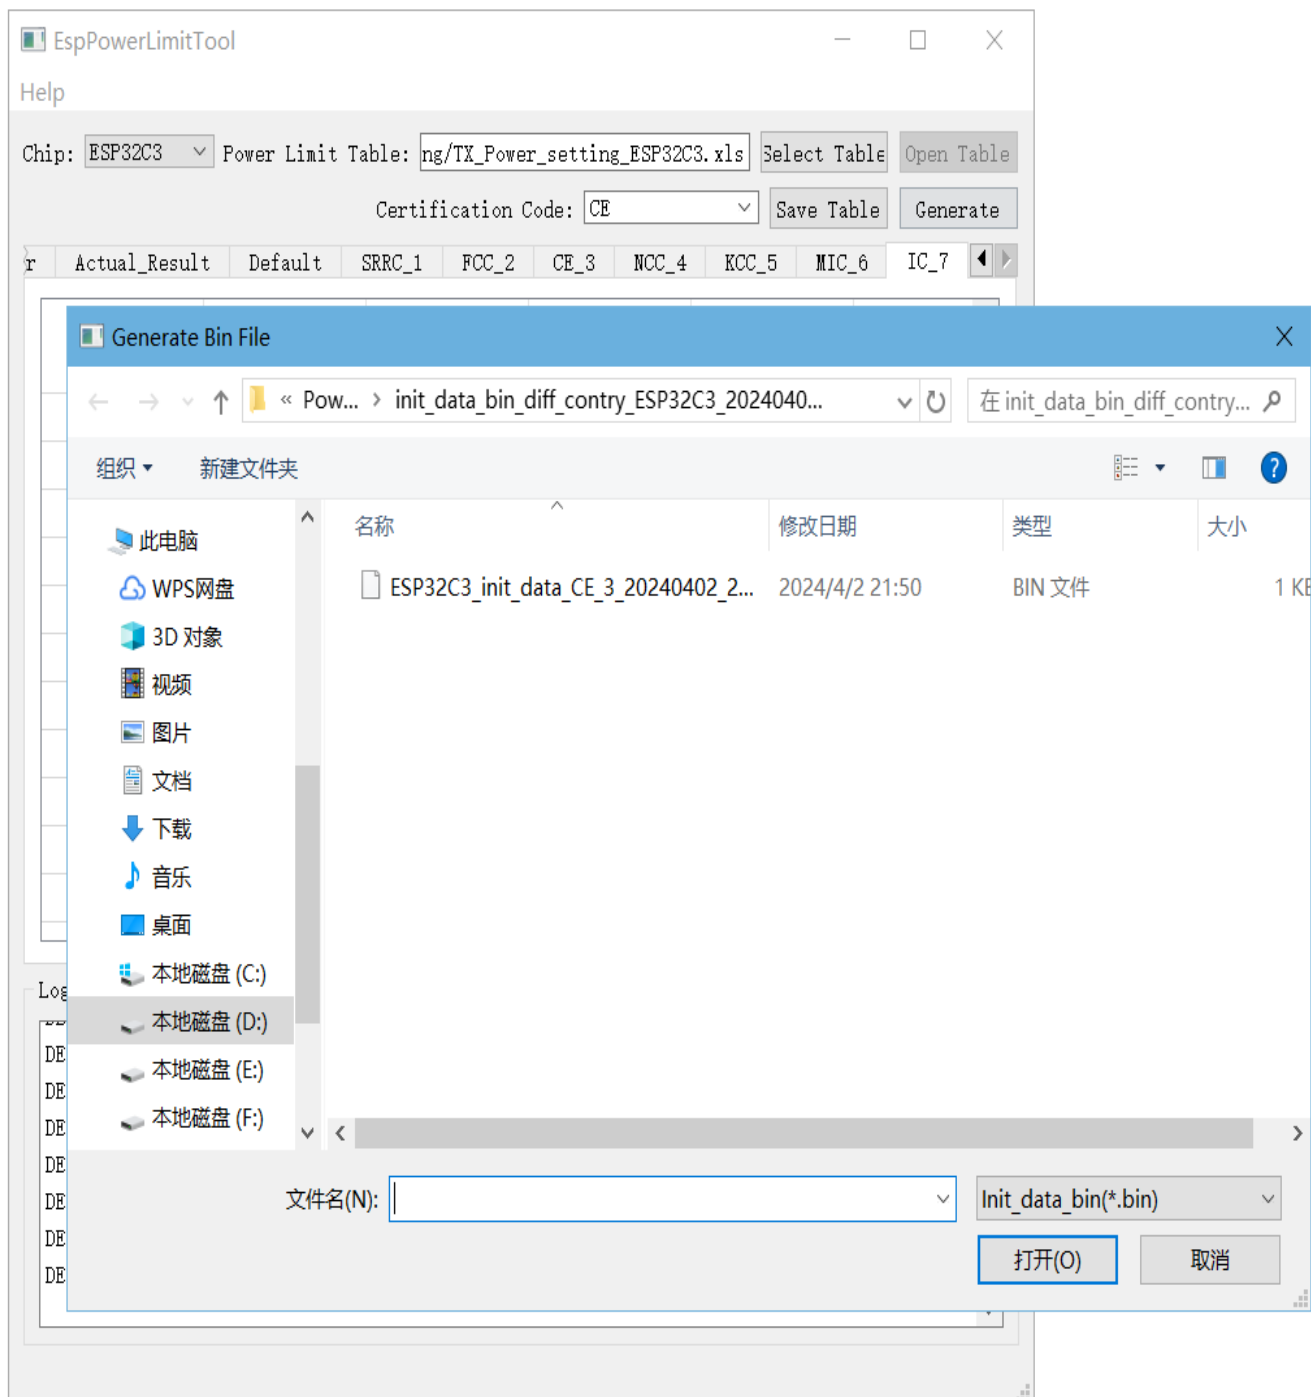 EspPowerLimitTool
Help
Chip: ESP32C3 Power Limit Table: ng/TX_Power_setting_ESP32C3.xls Select Table Open Table
Certification Code: CE Save Table Generate
r Actual_Result Default SRRC_1 FCC_2 CE_3 NCC_4 KCC_5 MIC_6 IC_7
Generate Bin File
« Pow... > init_data_bin_diff_contry_ESP32C3_2024040... 在 init_data_bin_diff_contry...
组织 新建文件夹
名称 修改日期 类型 大小
ESP32C3_init_data_CE_3_20240402_2... 2024/4/2 21:50 BIN 文件 1 KB
此电脑
WPS网盘
3D 对象
视频
图片
文档
下载
音乐
桌面
本地磁盘 (C:)
本地磁盘 (D:)
本地磁盘 (E:)
本地磁盘 (F:)
Log
DE
DE
DE
DE
DE
DE
DE
文件名(N): Init_data_bin(*.bin)
打开(O) 取消